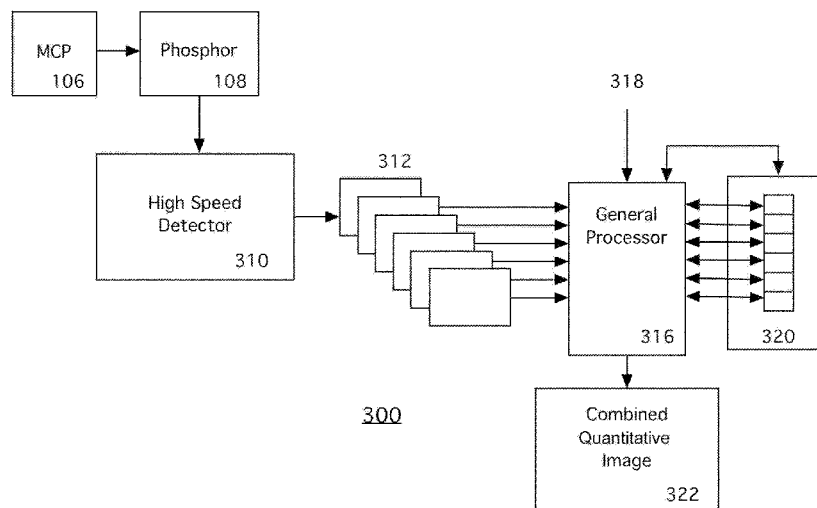 MCP
106
Phosphor
108
318
312
High Speed
Detector
310
General
Processor
316
320
300
Combined
Quantitative
Image
322